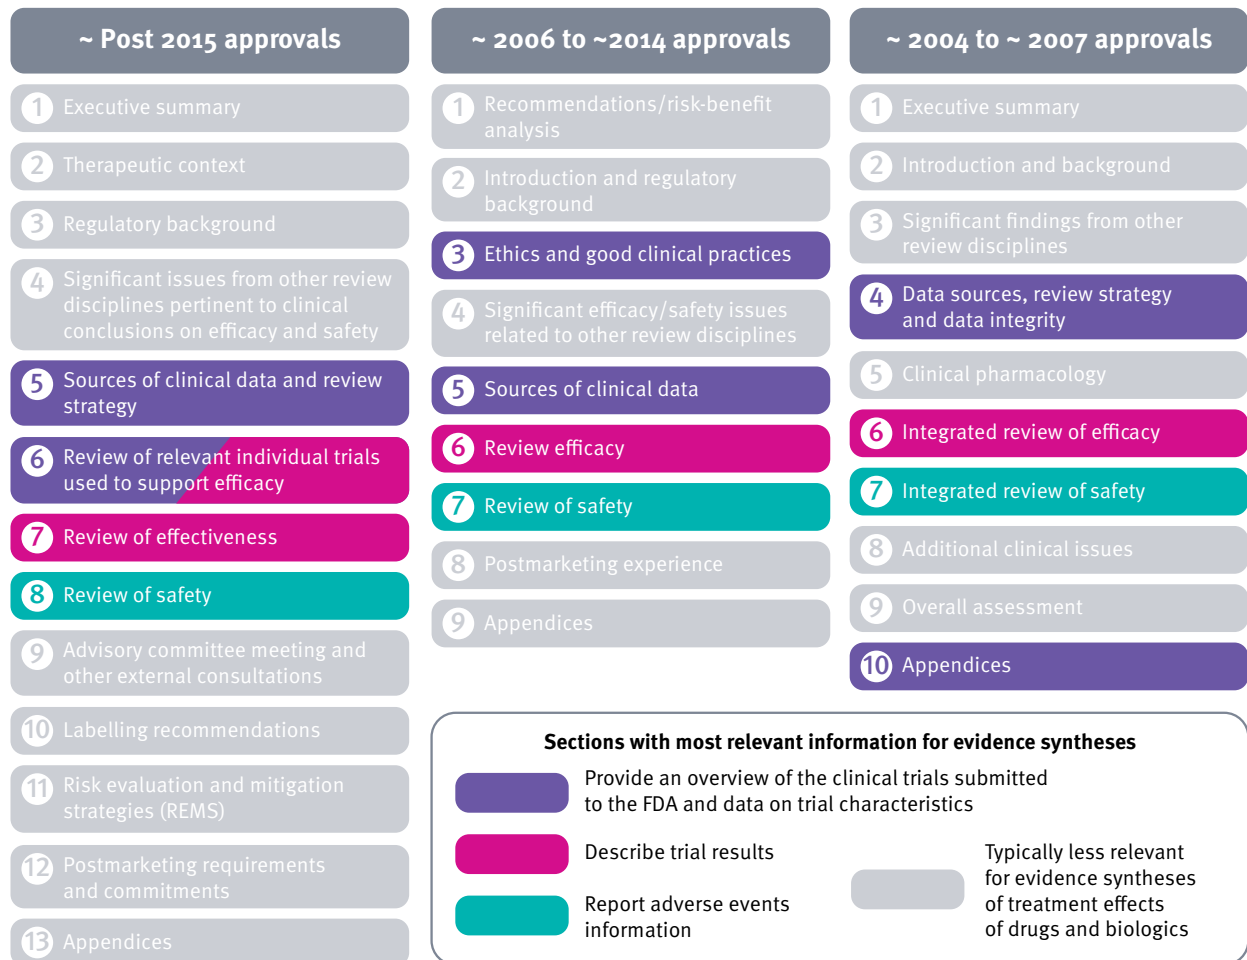 ~ Post 2015 approvals
1 Executive summary
2 Therapeutic context
3 Regulatory background
4 Significant issues from other review
disciplines pertinent to clinical
conclusions on efficacy and safety
5 Sources of clinical data and review
strategy
6 Review of relevant individual trials
used to support efficacy
7 Review of effectiveness
8 Review of safety
9 Advisory committee meeting and
other external consultations
10 Labelling recommendations
11 Risk evaluation and mitigation
strategies (REMS)
12 Postmarketing requirements
and commitments
13 Appendices
~ 2006 to ~2014 approvals
1 Recommendations/risk-benefit
analysis
2 Introduction and regulatory
background
3 Ethics and good clinical practices
4 Significant efficacy/safety issues
related to other review disciplines
5 Sources of clinical data
6 Review efficacy
7 Review of safety
8 Postmarketing experience
9 Appendices
~ 2004 to ~ 2007 approvals
1 Executive summary
2 Introduction and background
3 Significant findings from other
review disciplines
4 Data sources, review strategy
and data integrity
5 Clinical pharmacology
6 Integrated review of efficacy
7 Integrated review of safety
8 Additional clinical issues
9 Overall assessment
10 Appendices
Sections with most relevant information for evidence syntheses
Provide an overview of the clinical trials submitted
to the FDA and data on trial characteristics
Describe trial results
Report adverse events
information
Typically less relevant
for evidence syntheses
of treatment effects
of drugs and biologics